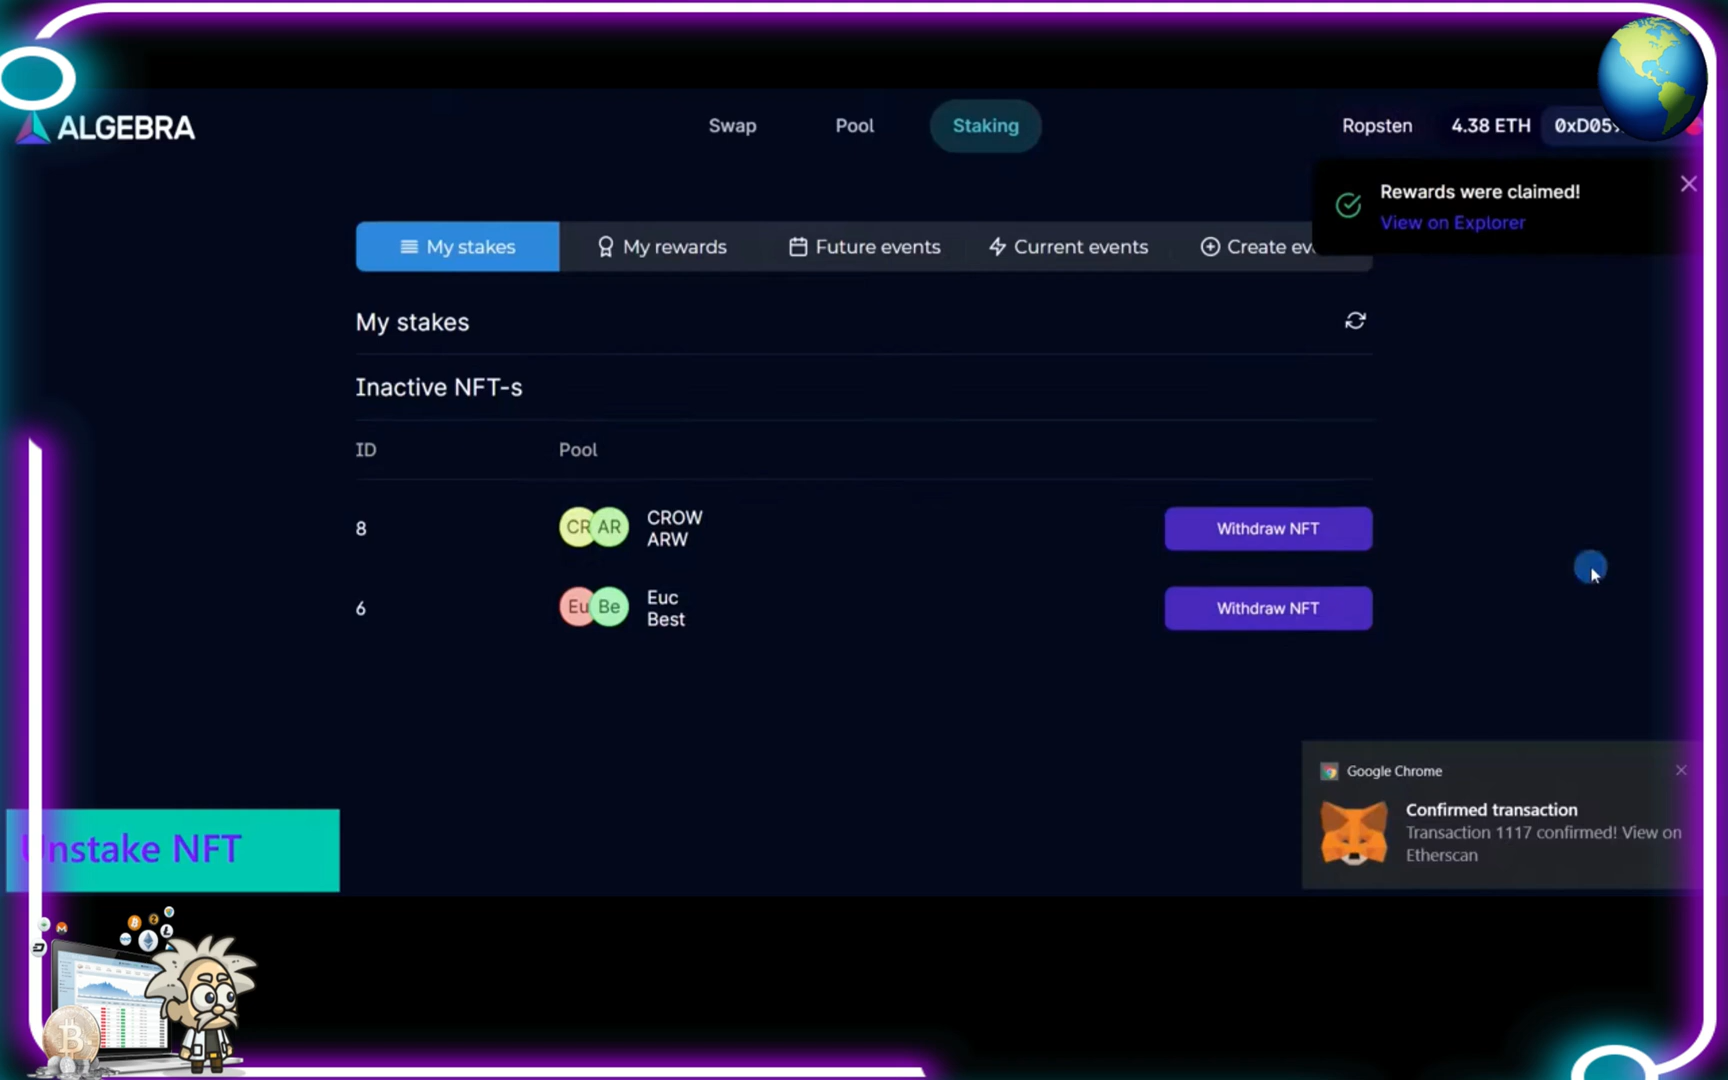 ALGEBRA
Swap
Pool
Staking
Ropsten
4.38 ETH
Rewards were claimed!
View on Explorer
My stakes
My rewards
Future events
Current events
Create
My stakes
Inactive NFT-s
ID
Pool
8
CR
AR
CROW
ARW
Withdraw NFT
6
Eu
Be
Euc
Best
Withdraw NFT
Google Chrome
Confirmed transaction
Transaction 1117 confirmed! View on
Etherscan
Unstake NFT